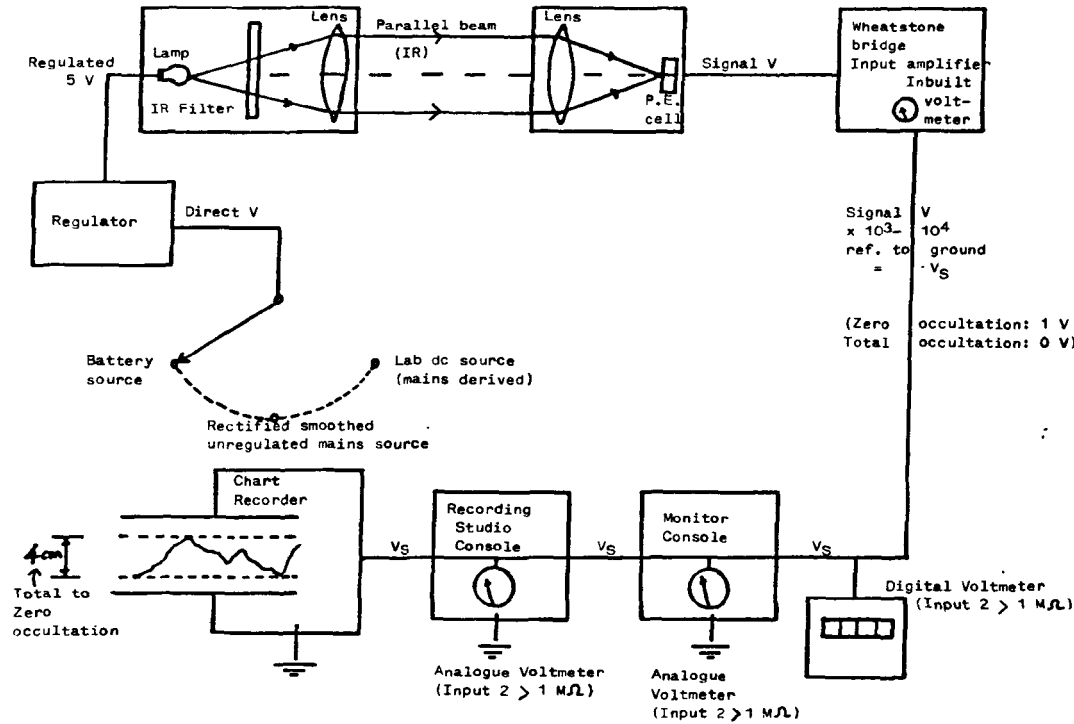 Lens
Parallel beam
(IR)
Lens
Lamp
Regulated
5 V
IR Filter
P.E.
cell
Signal V
Wheatstone
bridge
Input amplifier
Inbuilt
volt-
meter
Regulator
Direct V
Signal V
x 10³- 10⁴
ref. to ground
= VS
(Zero occultation: 1 V
Total occultation: 0 V)
Battery
source
Lab dc source
(mains derived)
Rectified smoothed
unregulated mains source
Chart
Recorder
4cm
Total to
Zero
occultation
VS
Recording
Studio
Console
VS
Monitor
Console
VS
Digital Voltmeter
(Input 2 > 1 MΩ)
Analogue Voltmeter
(Input 2 > 1 MΩ)
Analogue
Voltmeter
(Input 2 > 1 MΩ)